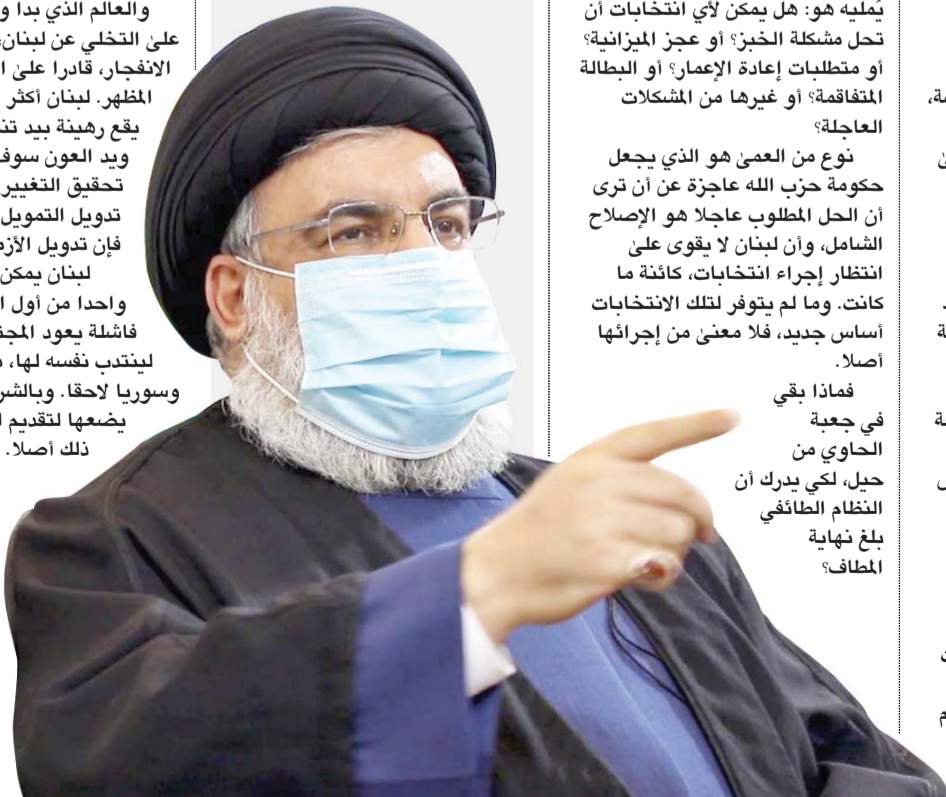 يُمليه هو: هل يمكن لأي انتخابات أن
تحل مشكلة الخبز؟ أو عجز الميزانية؟
أو متطلبات إعادة الإعمار؟ أو البطالة
المتفاقمة؟ أو غيرها من المشكلات
العاجلة؟
نوع من العمىٰ هو الذي يجعل
حكومة حزب الله عاجزة عن أن ترى
أن الحل المطلوب عاجلا هو الإصلاح
الشامل، وأن لبنان لا يقوى علىٰ
انتظار إجراء انتخابات، كائنة ما
كانت. وما لم يتوفر لتلك الانتخابات
أساس جديد، فلا معنىٰ من إجرائها
أصلا.
فماذا بقي
في جعبة
الحاوي من
حيل، لكي يدرك أن
النظام الطائفي
بلغ نهاية
المطاف؟
والعالم الذي بدا
علىٰ التخلي عن لبنان،
الانفجار، قادرا علىٰ
المظهر. لبنان أكثر
يقع رهينة بيد
ويد العون سوف
تحقيق التغيير
تدويل التمويل
فإن تدويل
لبنان يمكن
واحدا من أول
فاشلة يعود
لينتدب نفسه لها،
وسوريا لاحقا.
يضعها لتقديم
ذلك أصلا.